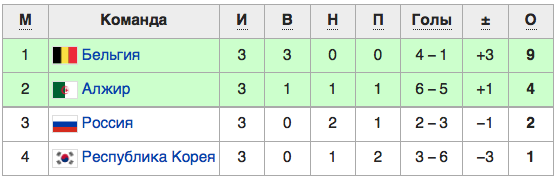 М Команда И В Н П Голы ± О
1 Бельгия 3 3 0 0 4 – 1 +3 9
2 Алжир 3 1 1 1 6 – 5 +1 4
3 Россия 3 0 2 1 2 – 3 −1 2
4 Республика Корея 3 0 1 2 3 – 6 −3 1